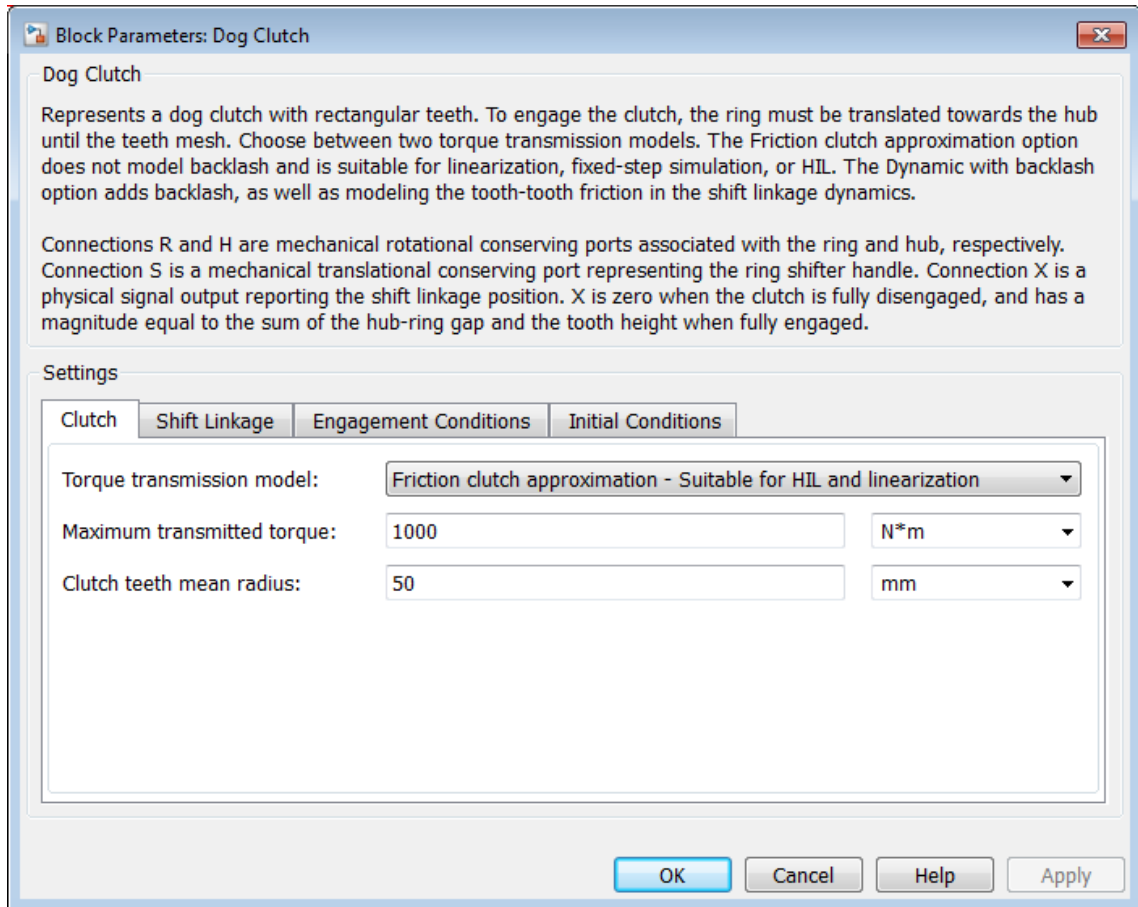 Block Parameters: Dog Clutch
Dog Clutch
Represents a dog clutch with rectangular teeth. To engage the clutch, the ring must be translated towards the hub
until the teeth mesh. Choose between two torque transmission models. The Friction clutch approximation option
does not model backlash and is suitable for linearization, fixed-step simulation, or HIL. The Dynamic with backlash
option adds backlash, as well as modeling the tooth-tooth friction in the shift linkage dynamics.
Connections R and H are mechanical rotational conserving ports associated with the ring and hub, respectively.
Connection S is a mechanical translational conserving port representing the ring shifter handle. Connection X is a
physical signal output reporting the shift linkage position. X is zero when the clutch is fully disengaged, and has a
magnitude equal to the sum of the hub-ring gap and the tooth height when fully engaged.
Settings
Clutch Shift Linkage Engagement Conditions Initial Conditions
Torque transmission model: Friction clutch approximation - Suitable for HIL and linearization
Maximum transmitted torque: 1000 N*m
Clutch teeth mean radius: 50 mm
OK Cancel Help Apply